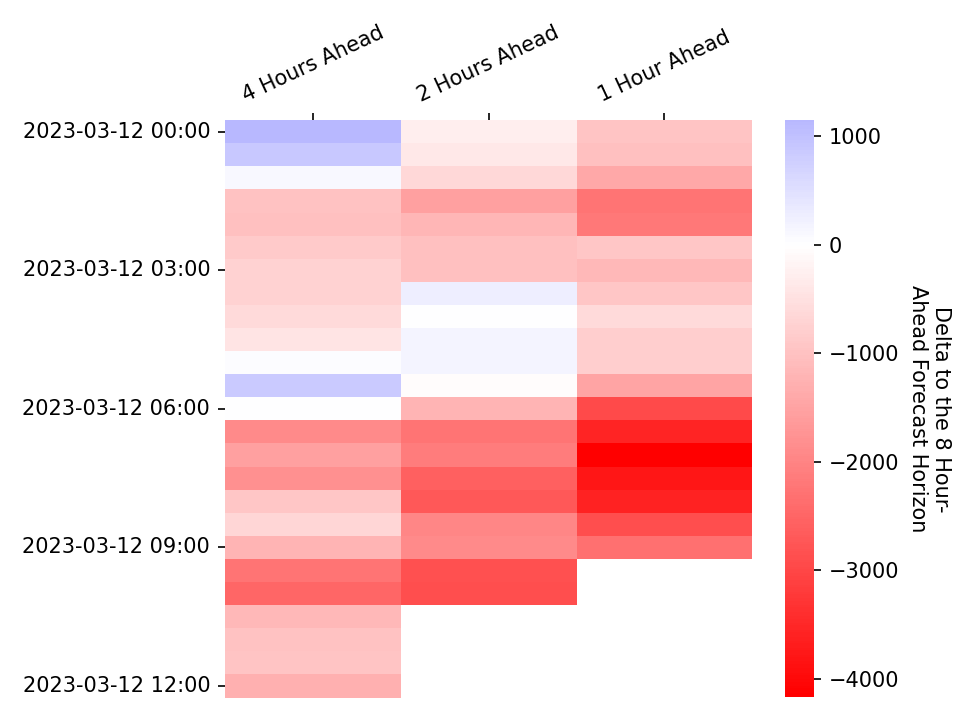 4 Hours Ahead
2 Hours Ahead
1 Hour Ahead
2023-03-12 00:00
2023-03-12 03:00
2023-03-12 06:00
2023-03-12 09:00
2023-03-12 12:00
1000
0
−1000
−2000
−3000
−4000
Delta to the 8 Hour-
Ahead Forecast Horizon